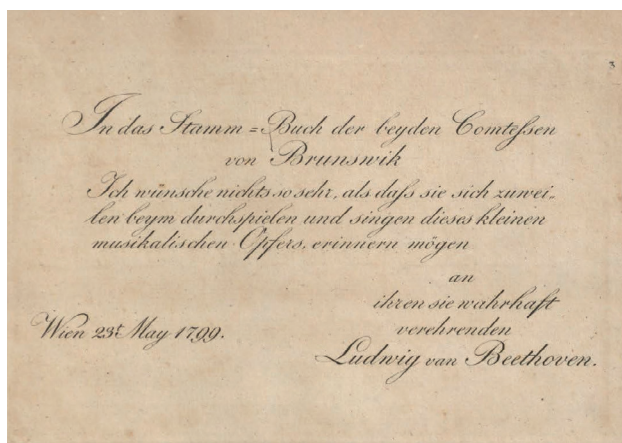 3
In das Stamm=Buch der beyden Comtessen
von Brunswik
Ich wünsche nichts so sehr, als dass sie sich zuwei„
len beym durchspielen und singen dieses kleinen
musikalischen Opfers, erinnern mögen
an
ihren sie wahrhaft
verehrenden
Wien 23t May 1799.
Ludwig van Beethoven.